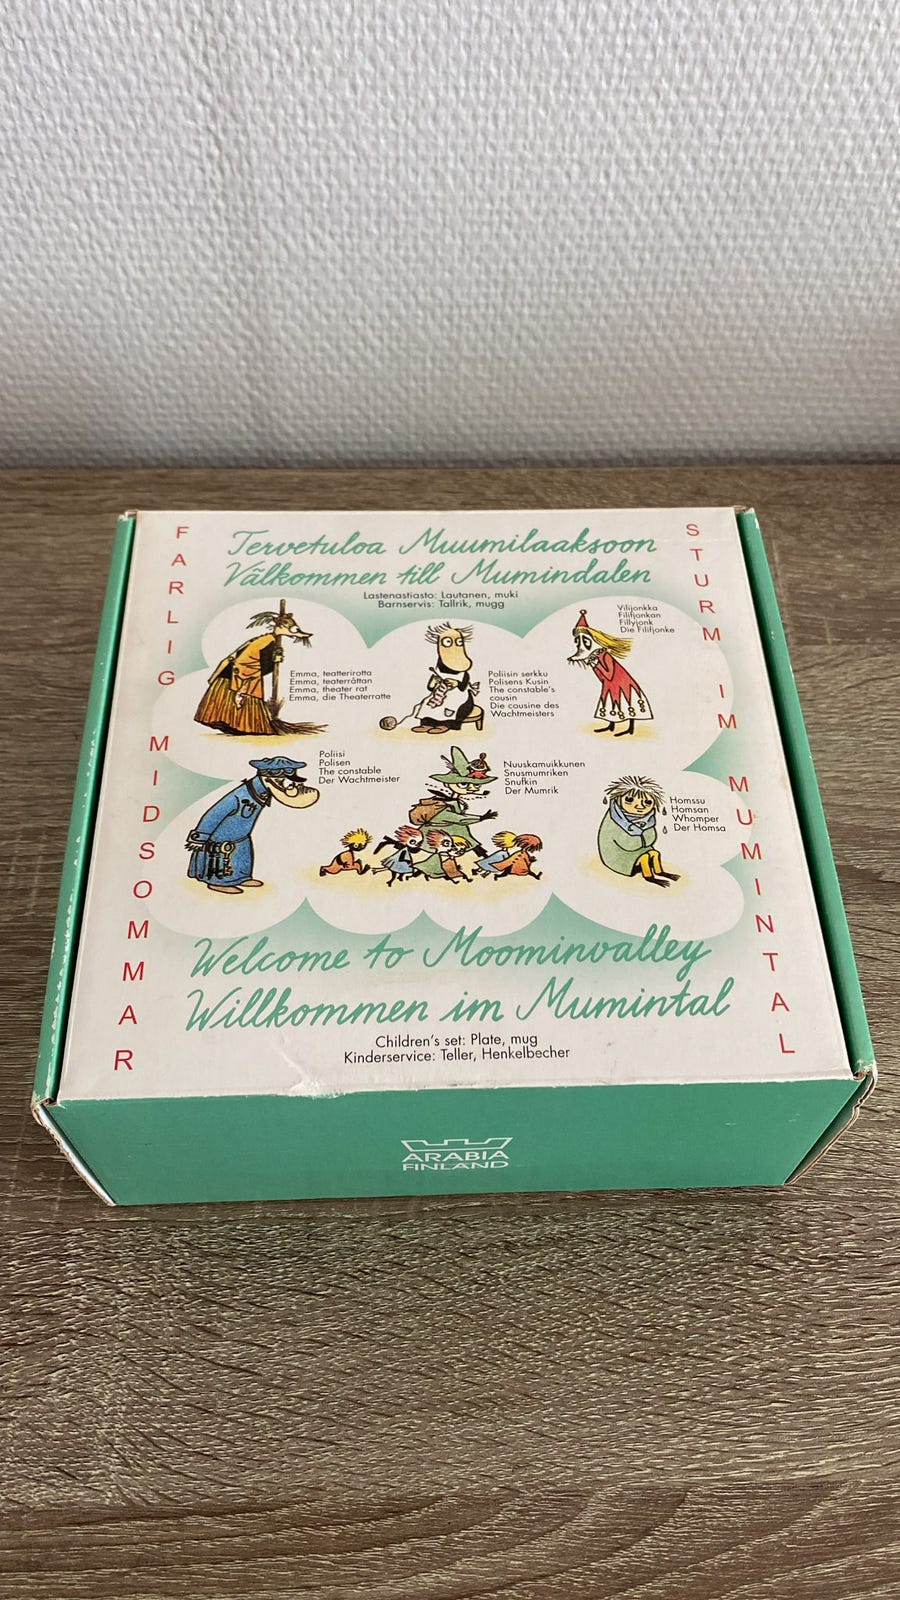 FARLIG MIDSOMMAR
Tervetuloa Muumilaaksoon
Välkommen till Mumindalen
Lastenastiasto: Lautanen, muki
Barnservis: Tallrik, mugg
STURM IM MUMINTAL
Emma, teatterirotta
Emma, teaterråttan
Emma, theater rat
Emma, die Theaterratte
Poliisin serkku
Polisens Kusin
The constable's
cousin
Die cousine des
Wachtmeisters
Vilijonkka
Filifjonkan
Fillyjonk
Die Filifjonke
Poliisi
Polisen
The constable
Der Wachtmeister
Nuuskamuikkunen
Snusmumriken
Snufkin
Der Mumrik
Homssu
Homsan
Whomper
Der Homsa
Welcome to Moominvalley
Willkommen im Mumintal
Children's set: Plate, mug
Kinderservice: Teller, Henkelbecher
ARABIA
FINLAND